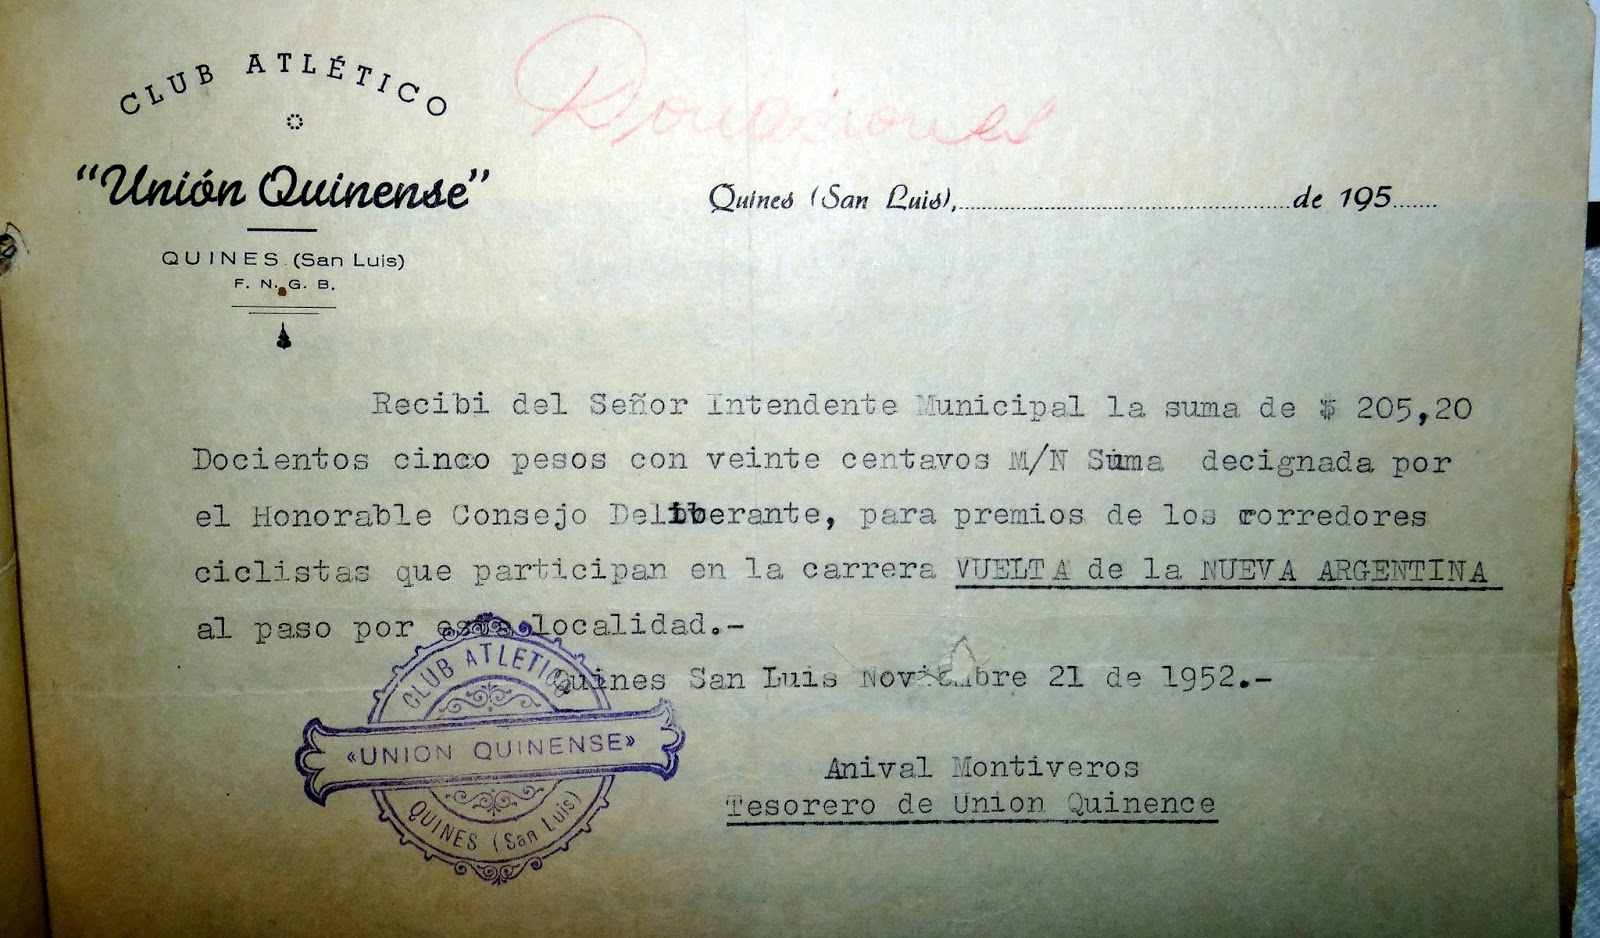 CLUB ATLÉTICO
Donaciones
"Unión Quinense"
Quines (San Luis), de 195
QUINES (San Luis)
F. N. G. B.
Recibi del Señor Intendente Municipal la suma de $ 205,20
Docientos cinco pesos con veinte centavos M/N Suma decignada por
el Honorable Consejo Deliberante, para premios de los corredores
ciclistas que participan en la carrera VUELTA de la NUEVA ARGENTINA
al paso por esta localidad.-
Quines San Luis Noviembre 21 de 1952.-
CLUB ATLETICO
«UNION QUINENSE»
QUINES (San Luis)
Anival Montiveros
Tesorero de Union Quinence